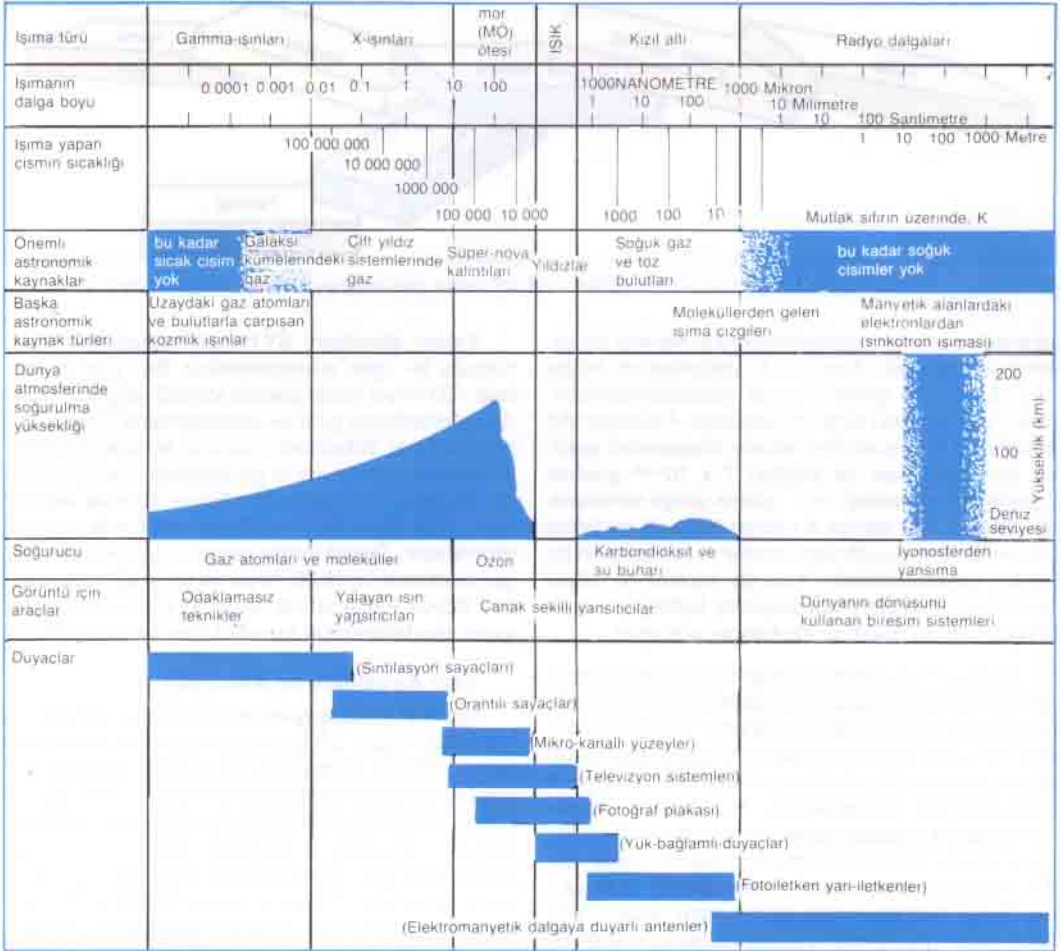 Işıma türü
Gamma-ışınları
X-ışınları
mor
(MÖ)
ötesi
IŞIK
Kızıl altı
Radyo dalgaları
Işımanın
dalga boyu
0.0001 0.001 0.01 0.1 1 10 100
1000NANOMETRE 1000 Mikron
1 10 100 1 10 Milimetre
1 10 100 Santimetre
1 10 100 1000 Metre
Işıma yapan
cismin sıcaklığı
100 000 000
10 000 000
1000 000
100 000 10 000
1000 100 10 1
Mutlak sıfırın üzerinde, K
Önemli
astronomik
kaynaklar
bu kadar
sıcak cisim
yok
Galaksi
kümelerindeki
gaz
Çift yıldız
sistemlerinde
gaz
Süper-nova
kalıntıları
Yıldızlar
Soğuk gaz
ve toz
bulutları
bu kadar soğuk
cisimler yok
Başka
astronomik
kaynak türleri
Uzaydaki gaz atomları
ve bulutlarla çarpışan
kozmik ışınlar
Moleküllerden gelen
ışıma çizgileri
Manyetik alanlardaki
elektronlardan
(sinkotron ışıması)
Dünya
atmosferinde
soğurulma
yüksekliği
200
100
Deniz
seviyesi
Yükseklik (km)
Soğurucu
Gaz atomları ve moleküller
Ozon
Karbondioksit ve
su buharı
İyonosferden
yansıma
Görüntü için
araçlar
Odaklamasız
teknikler
Yalayan ışın
yansıtıcıları
Çanak şekilli yansıtıcılar
Dünyanın dönüşünü
kullanan bireşim sistemleri
Duyaçlar
(Sintilasyon sayaçları)
(Orantılı sayaçlar)
(Mikro-kanallı yüzeyler)
(Televizyon sistemleri)
(Fotoğraf plakası)
(Yük-bağlamlı-duyaçlar)
(Fotoiletken yarı-iletkenler)
(Elektromanyetik dalgaya duyarlı antenler)